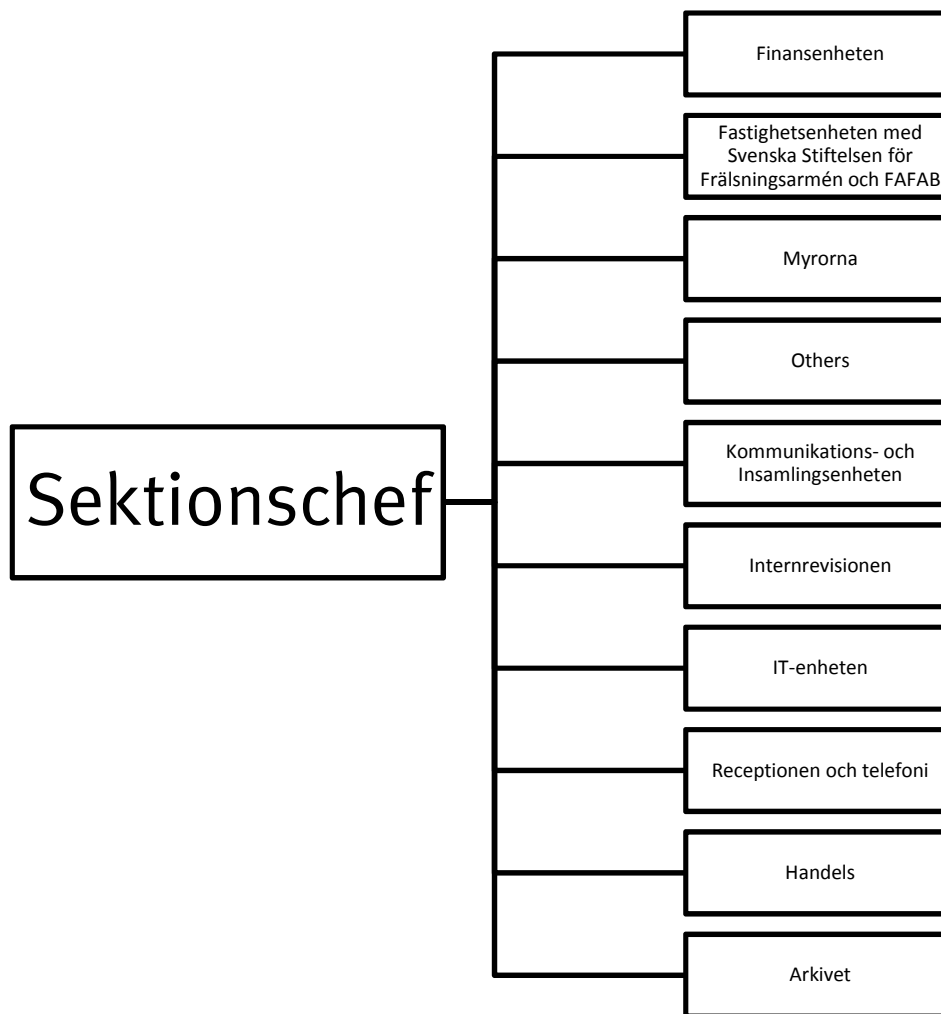 Finansenheten
Fastighetsenheten med
Svenska Stiftelsen för
Frälsningsarmén och FAFAB
Myrorna
Others
Sektionschef
Kommunikations- och
Insamlingsenheten
Internrevisionen
IT-enheten
Receptionen och telefoni
Handels
Arkivet